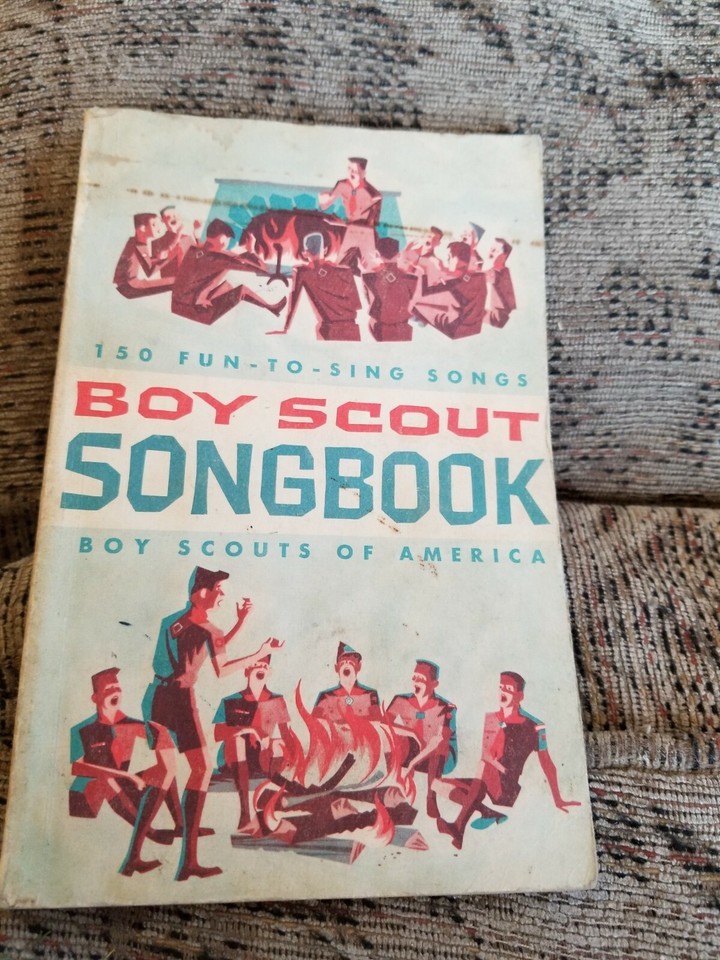 150 FUN-TO-SING SONGS
BOY SCOUT
SONGBOOK
BOY SCOUTS OF AMERICA